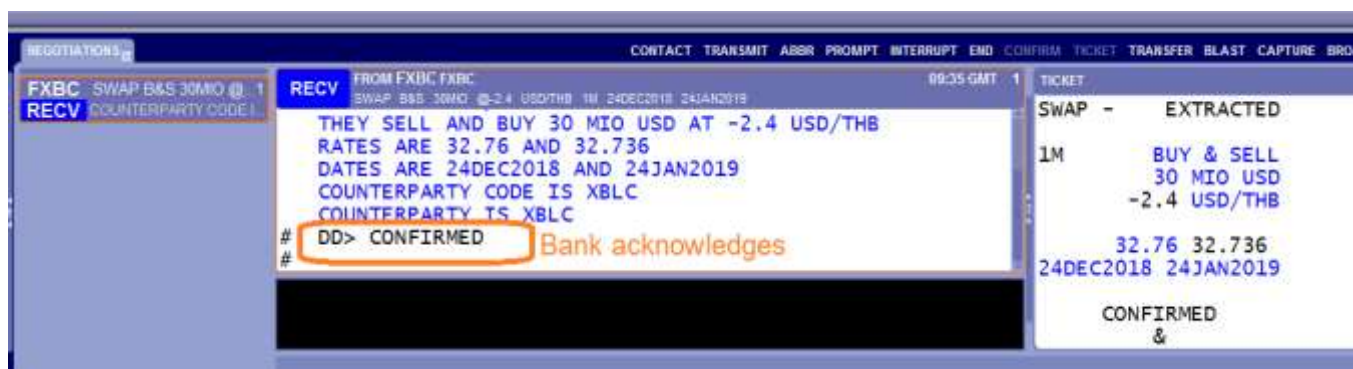 NEGOTIATIONS
CONTACT TRANSMIT ABBR PROMPT INTERRUPT END CONFIRM TICKET TRANSFER BLAST CAPTURE BRO
FXBC SWAP B&S 30MIO @ 1
RECV COUNTERPARTY CODE I
RECV FROM FXBC FXBC 09:35 GMT 1
SWAP B&S 30MIO @-2.4 USD/THB 1M 24DEC2018 24JAN2019
THEY SELL AND BUY 30 MIO USD AT -2.4 USD/THB
RATES ARE 32.76 AND 32.736
DATES ARE 24DEC2018 AND 24JAN2019
COUNTERPARTY CODE IS XBLC
COUNTERPARTY IS XBLC
# DD> CONFIRMED
#
Bank acknowledges
TICKET
SWAP - EXTRACTED
1M BUY & SELL
30 MIO USD
-2.4 USD/THB
32.76 32.736
24DEC2018 24JAN2019
CONFIRMED
&